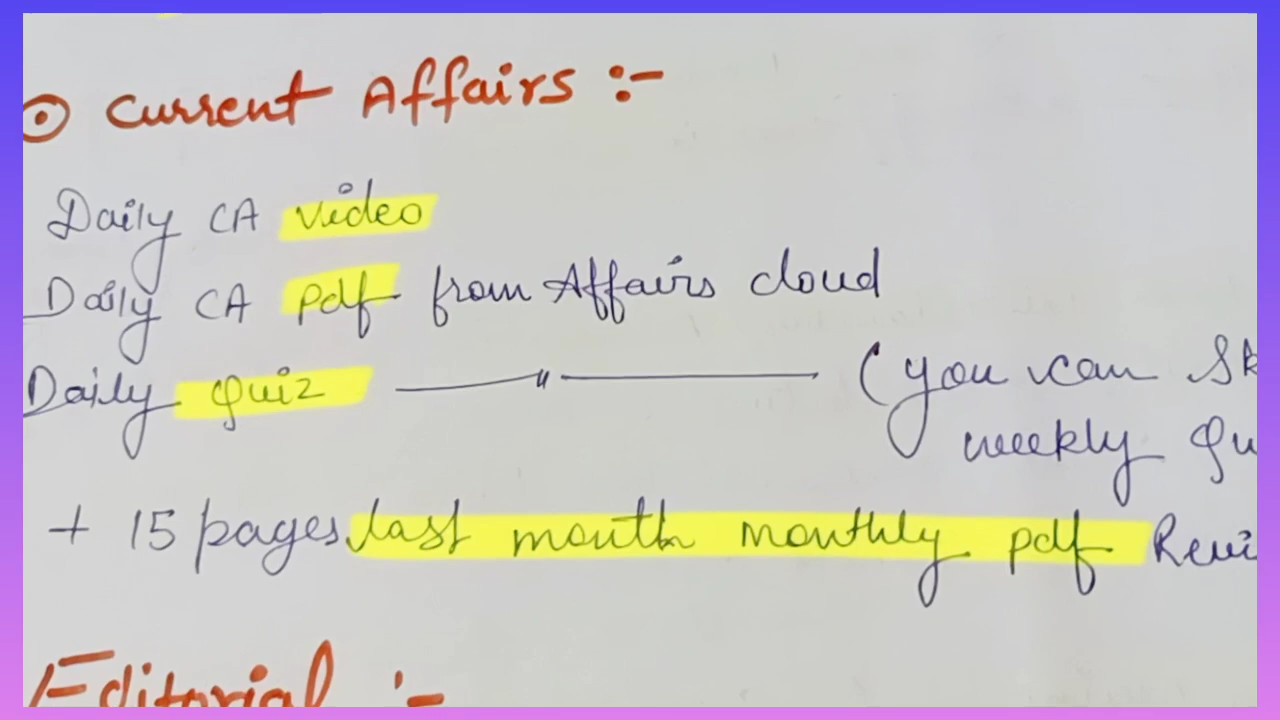 ⊙ Current Affairs :-
Daily CA video
Daily CA pdf from Affairs cloud
Daily Quiz ——〃—— (you can
weekly
+ 15 pages last month monthly pdf
Editorial :-